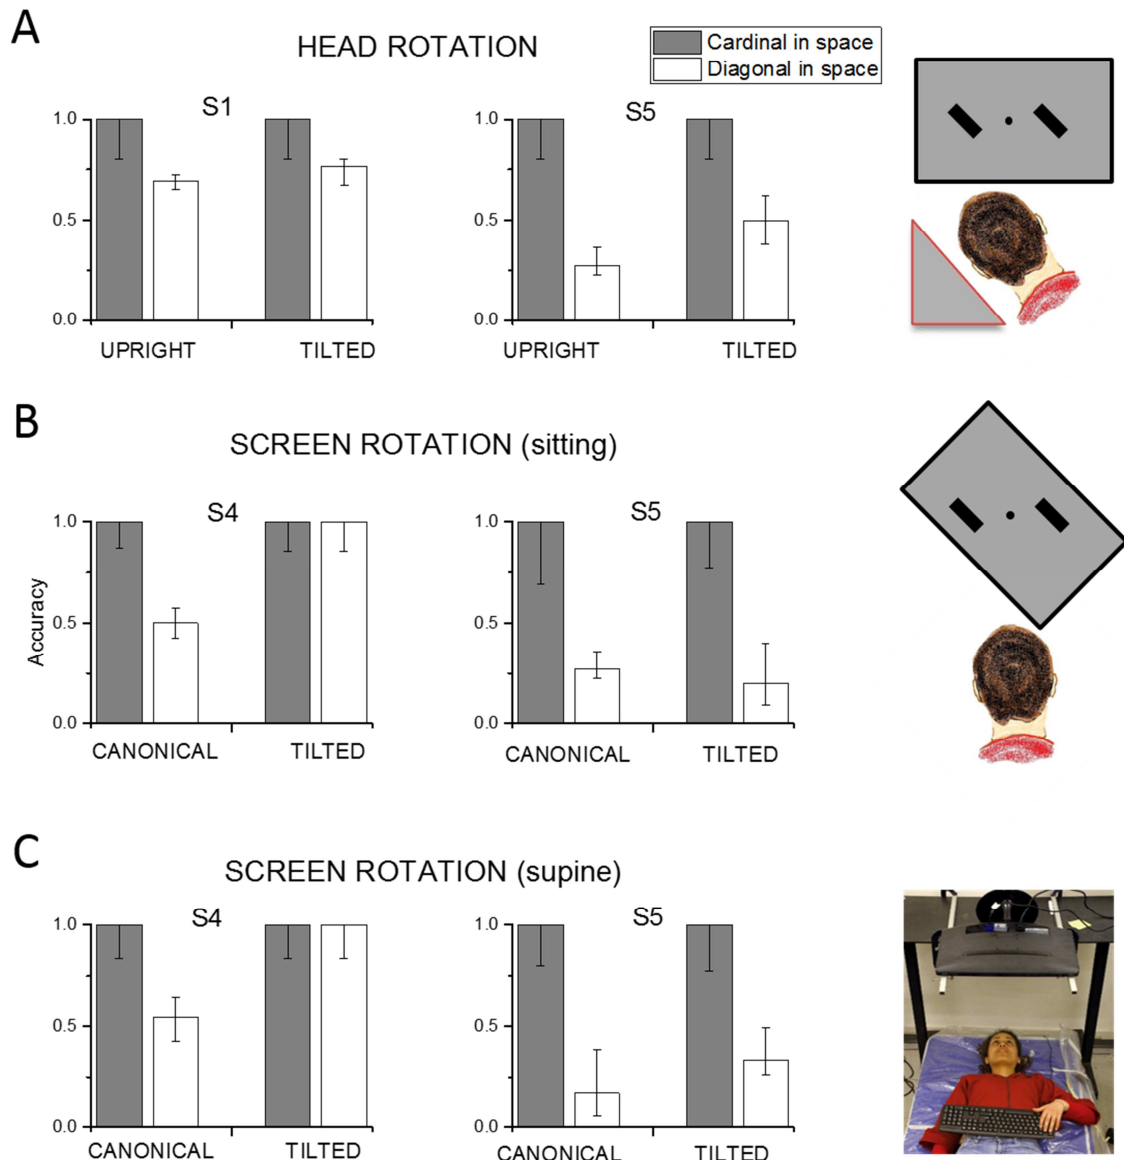 A
HEAD ROTATION
Cardinal in space
Diagonal in space
S1
S5
1.0
0.5
0.0
UPRIGHT
TILTED
1.0
0.5
0.0
UPRIGHT
TILTED
B
SCREEN ROTATION (sitting)
S4
S5
Accuracy
1.0
0.5
0.0
CANONICAL
TILTED
1.0
0.5
0.0
CANONICAL
TILTED
C
SCREEN ROTATION (supine)
S4
S5
1.0
0.5
0.0
CANONICAL
TILTED
1.0
0.5
0.0
CANONICAL
TILTED